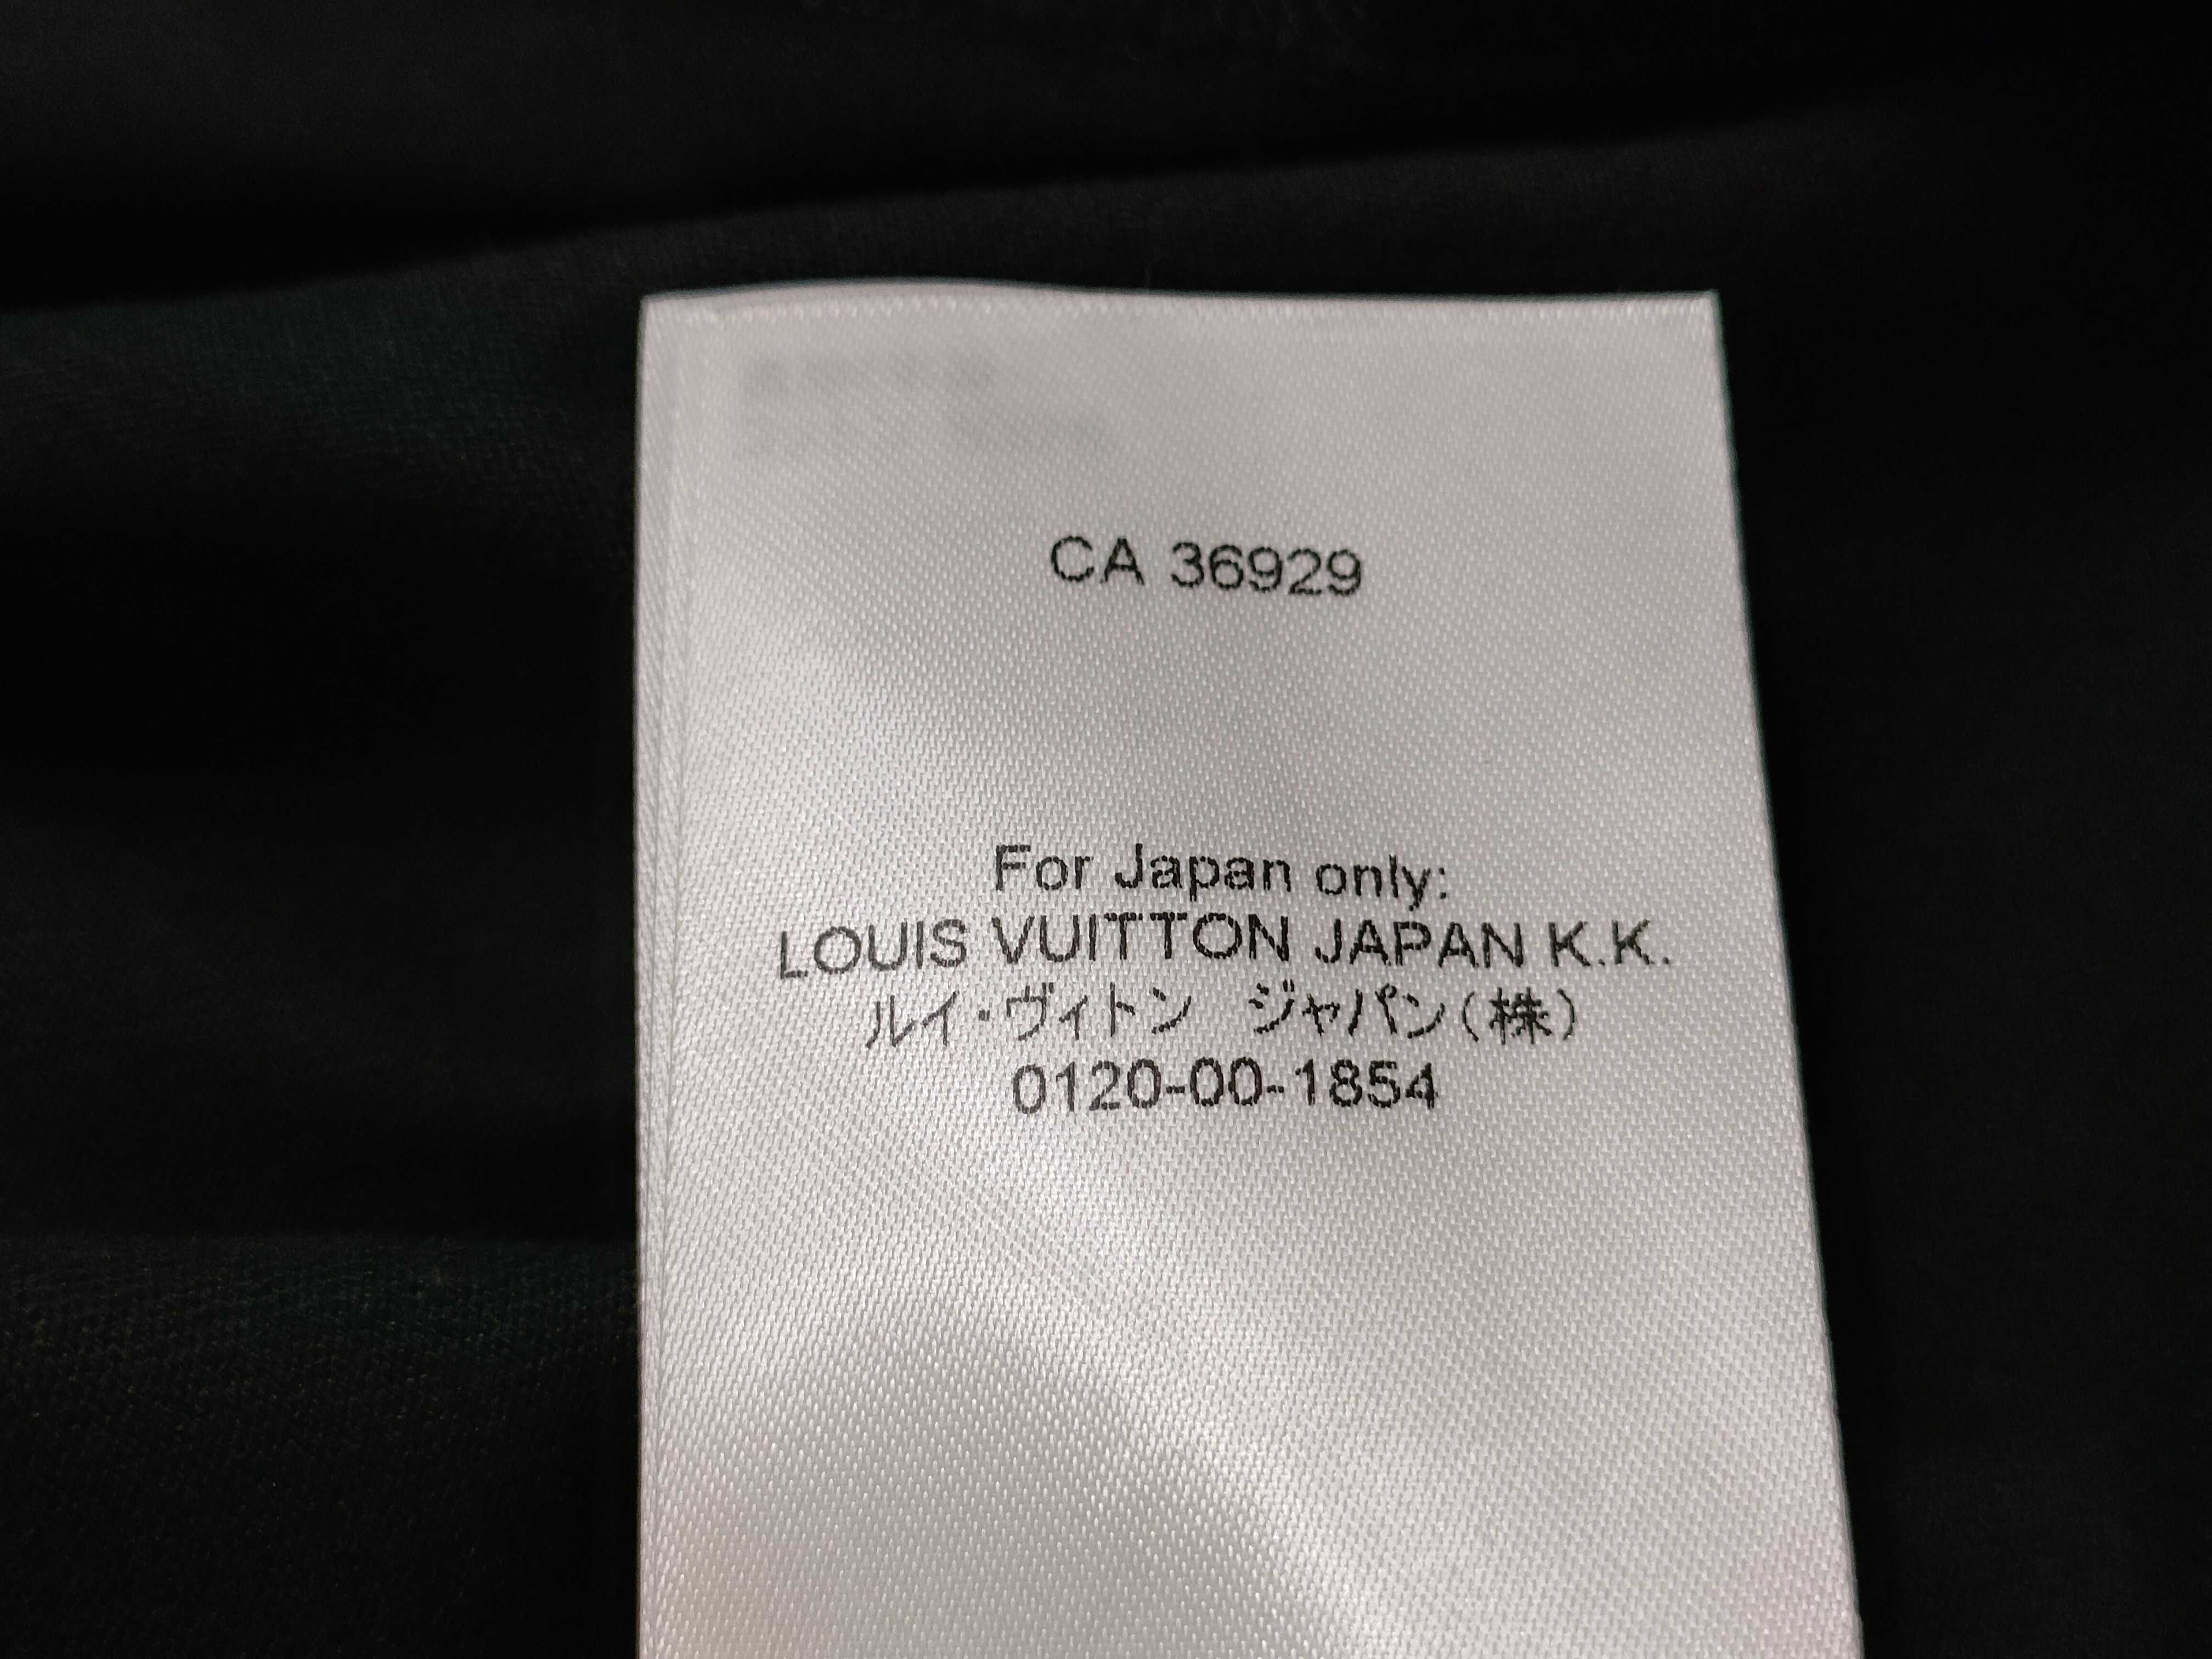 CA 36929
For Japan only:
LOUIS VUITTON JAPAN K.K.
ルイ・ヴィトン　ジャパン(株)
0120-00-1854